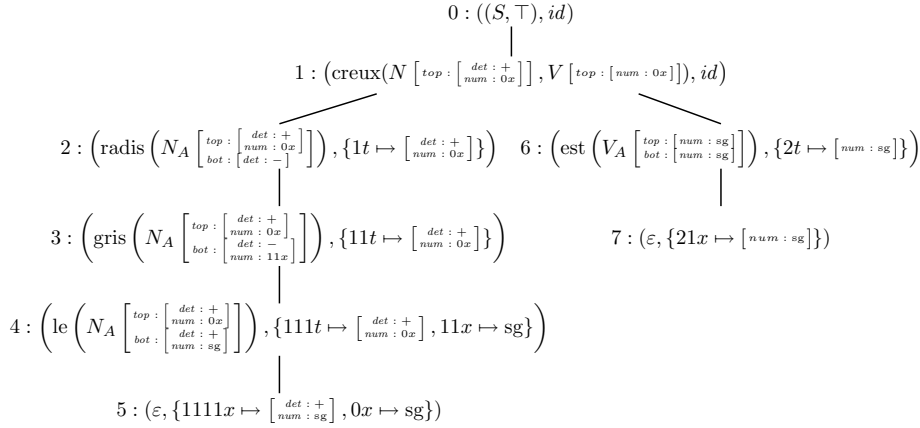 0 : ((S, ⊤), id)
1 : (creux(N [top : [det : + num : 0x]], V [top : [num : 0x]]), id)
2 : (radis (N_A [top : [det : + num : 0x] bot : [det : −]]), {1t ↦ [det : + num : 0x]})
6 : (est (V_A [top : [num : sg] bot : [num : sg]]), {2t ↦ [num : sg]})
3 : (gris (N_A [top : [det : + num : 0x] bot : [det : − num : 11x]]), {11t ↦ [det : + num : 0x]})
7 : (ε, {21x ↦ [num : sg]})
4 : (le (N_A [top : [det : + num : 0x] bot : [det : + num : sg]]), {111t ↦ [det : + num : 0x], 11x ↦ sg})
5 : (ε, {1111x ↦ [det : + num : sg], 0x ↦ sg})